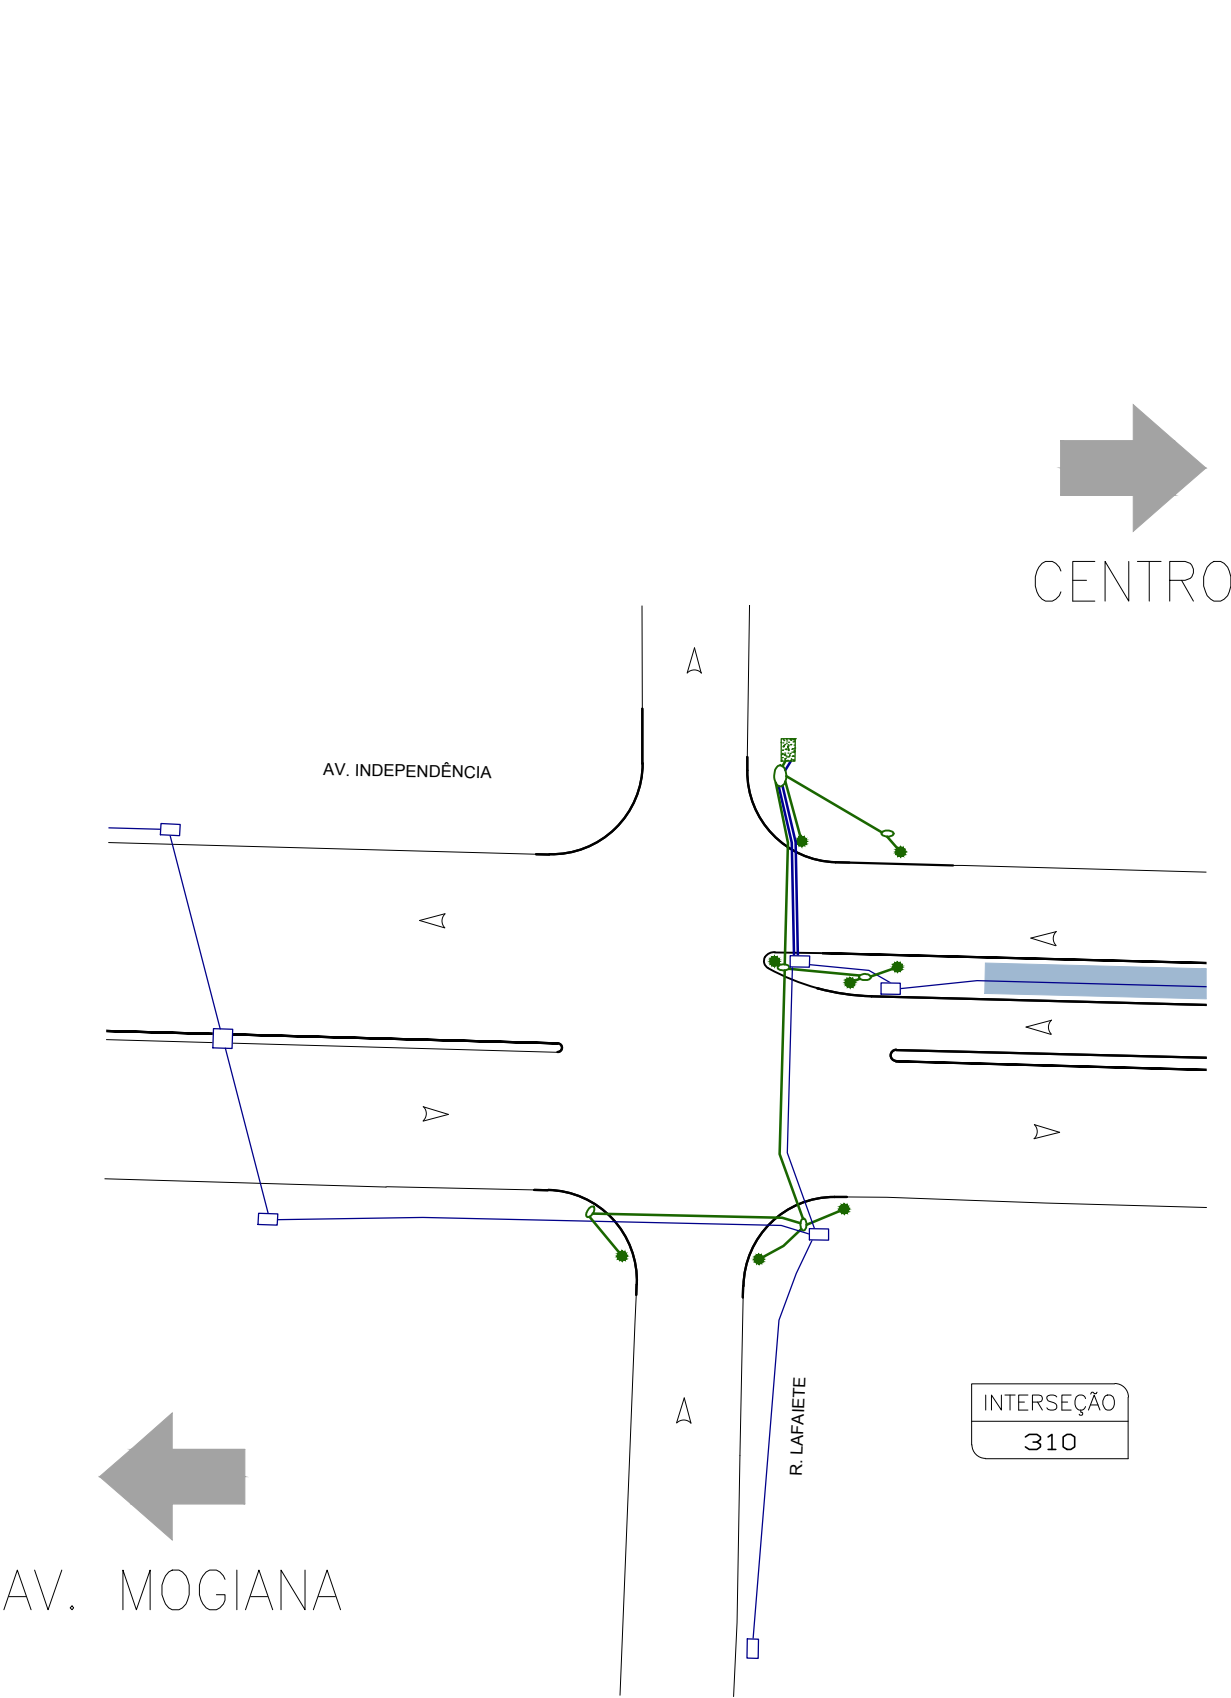 CENTRO
AV. INDEPENDÊNCIA
R. LAFAIETE
INTERSEÇÃO
310
AV. MOGIANA